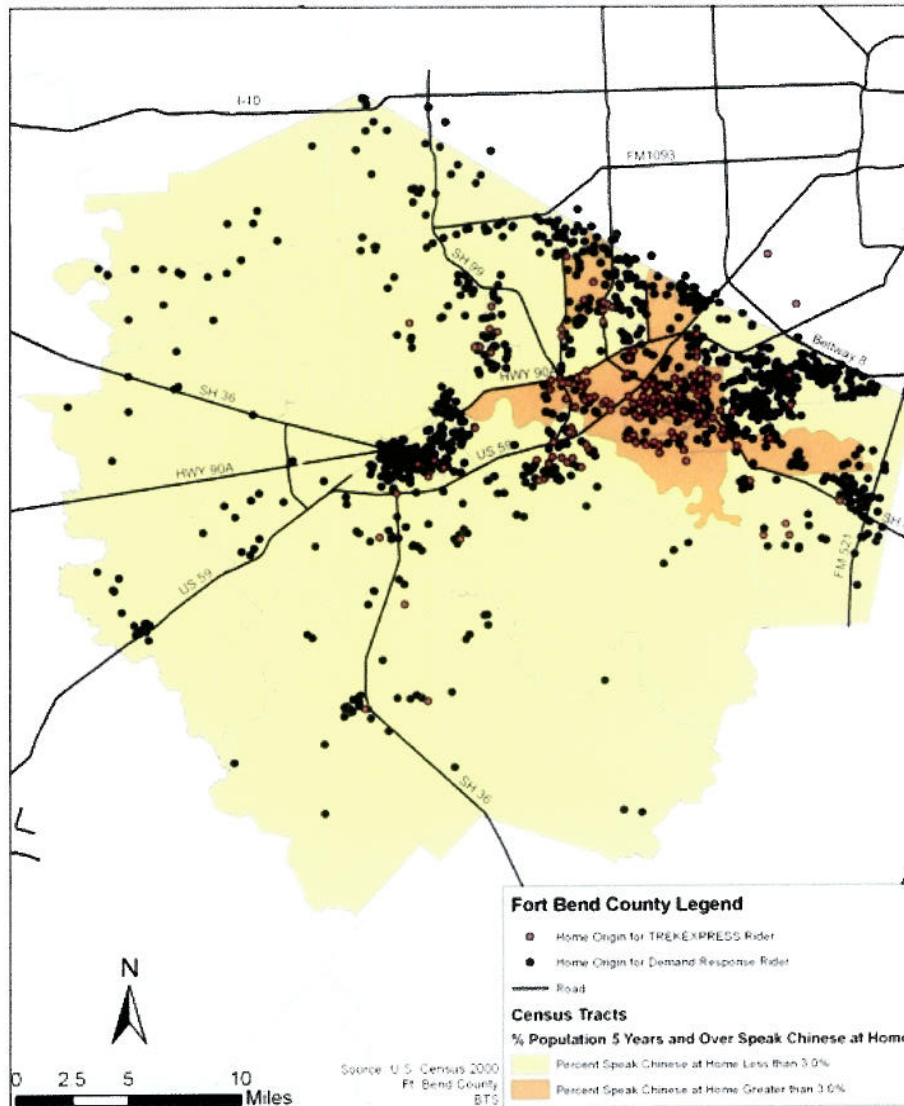 I-10
FM1093
SH 99
Beltway 8
HWY 90A
SH 36
US 59
HWY 90A
SH
FM 521
US 59
SH 36
Fort Bend County Legend
Home Origin for TREKEXPRESS Rider
Home Origin for Demand Response Rider
Road
Census Tracts
% Population 5 Years and Over Speak Chinese at Home
Percent Speak Chinese at Home Less than 3.0%
Percent Speak Chinese at Home Greater than 3.0%
N
Source: U.S. Census 2000
Ft. Bend County
BTS
0 2.5 5 10
Miles